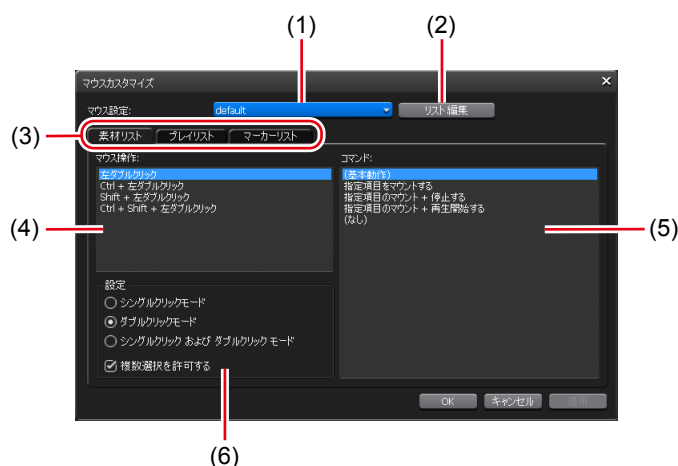 (1)
(2)
マウスカスタマイズ
マウス設定:
default
リスト編集
(3)
素材リスト
プレイリスト
マーカーリスト
マウス操作:
コマンド:
左ダブルクリック
Ctrl + 左ダブルクリック
Shift + 左ダブルクリック
Ctrl + Shift + 左ダブルクリック
(基本動作)
指定項目をマウントする
指定項目のマウント + 停止する
指定項目のマウント + 再生開始する
(なし)
(4)
(5)
設定
シングルクリックモード
ダブルクリックモード
シングルクリック および ダブルクリック モード
複数選択を許可する
OK
キャンセル
適用
(6)